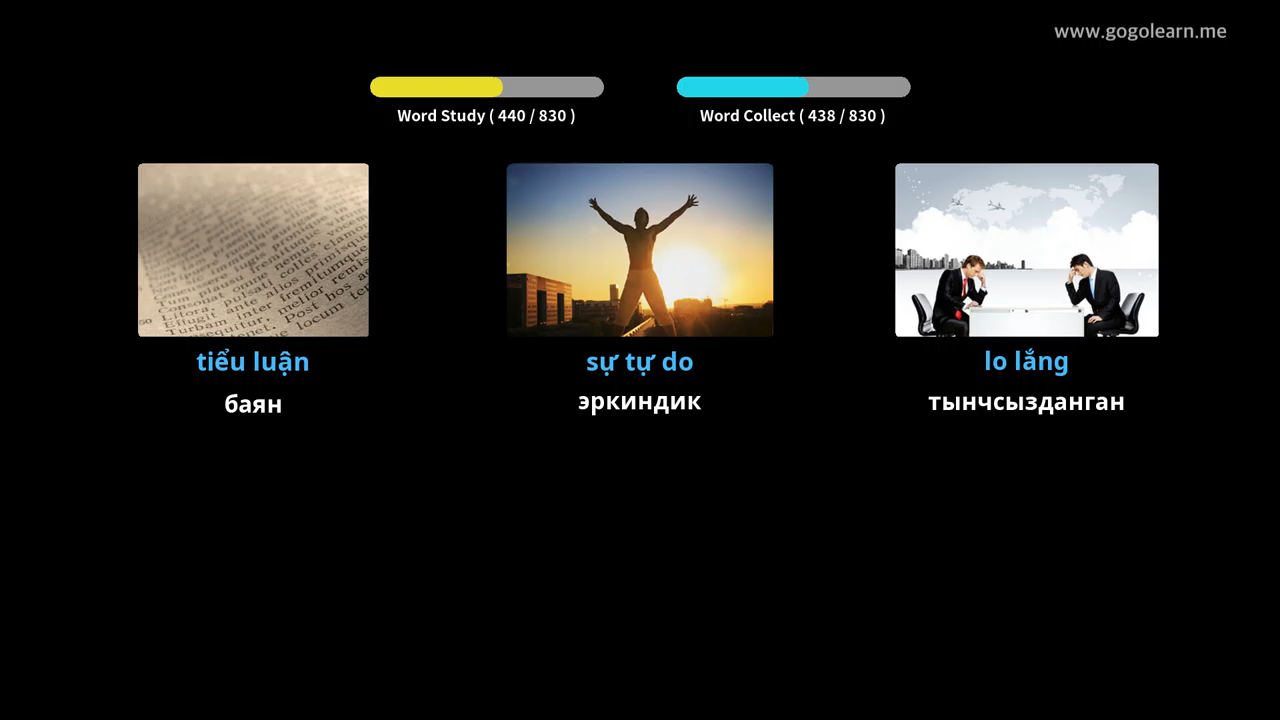 www.gogolearn.me
Word Study ( 440 / 830 )
Word Collect ( 438 / 830 )
tiểu luận
sự tự do
lo lắng
баян
эркиндик
тынчсызданган